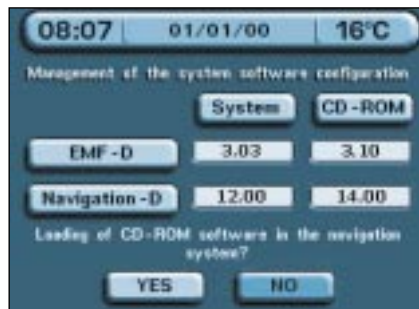 08:07 01/01/00 16°C
Management of the system software configuration
System CD-ROM
EMF-D 3.03 3.10
Navigation-D 12.00 14.00
Loading of CD-ROM software in the navigation
system?
YES NO